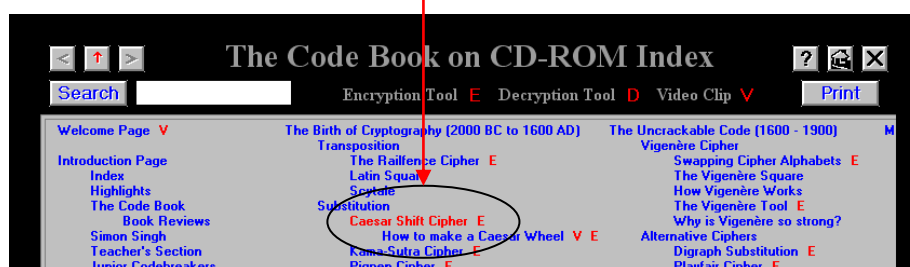 < ↑ > The Code Book on CD-ROM Index ? X
Search Encryption Tool E Decryption Tool D Video Clip V Print
Welcome Page V
Introduction Page
Index
Highlights
The Code Book
Book Reviews
Simon Singh
Teacher's Section
Junior Codebreakers
The Birth of Cryptography (2000 BC to 1600 AD)
Transposition
The Railfence Cipher E
Latin Square
Scytale
Substitution
Caesar Shift Cipher E
How to make a Caesar Wheel V E
Kama-Sutra Cipher E
Pigpen Cipher E
The Uncrackable Code (1600 - 1900)
Vigenère Cipher
Swapping Cipher Alphabets E
The Vigenère Square
How Vigenère Works
The Vigenère Tool E
Why is Vigenère so strong?
Alternative Ciphers
Digraph Substitution E
Playfair Cipher E
M